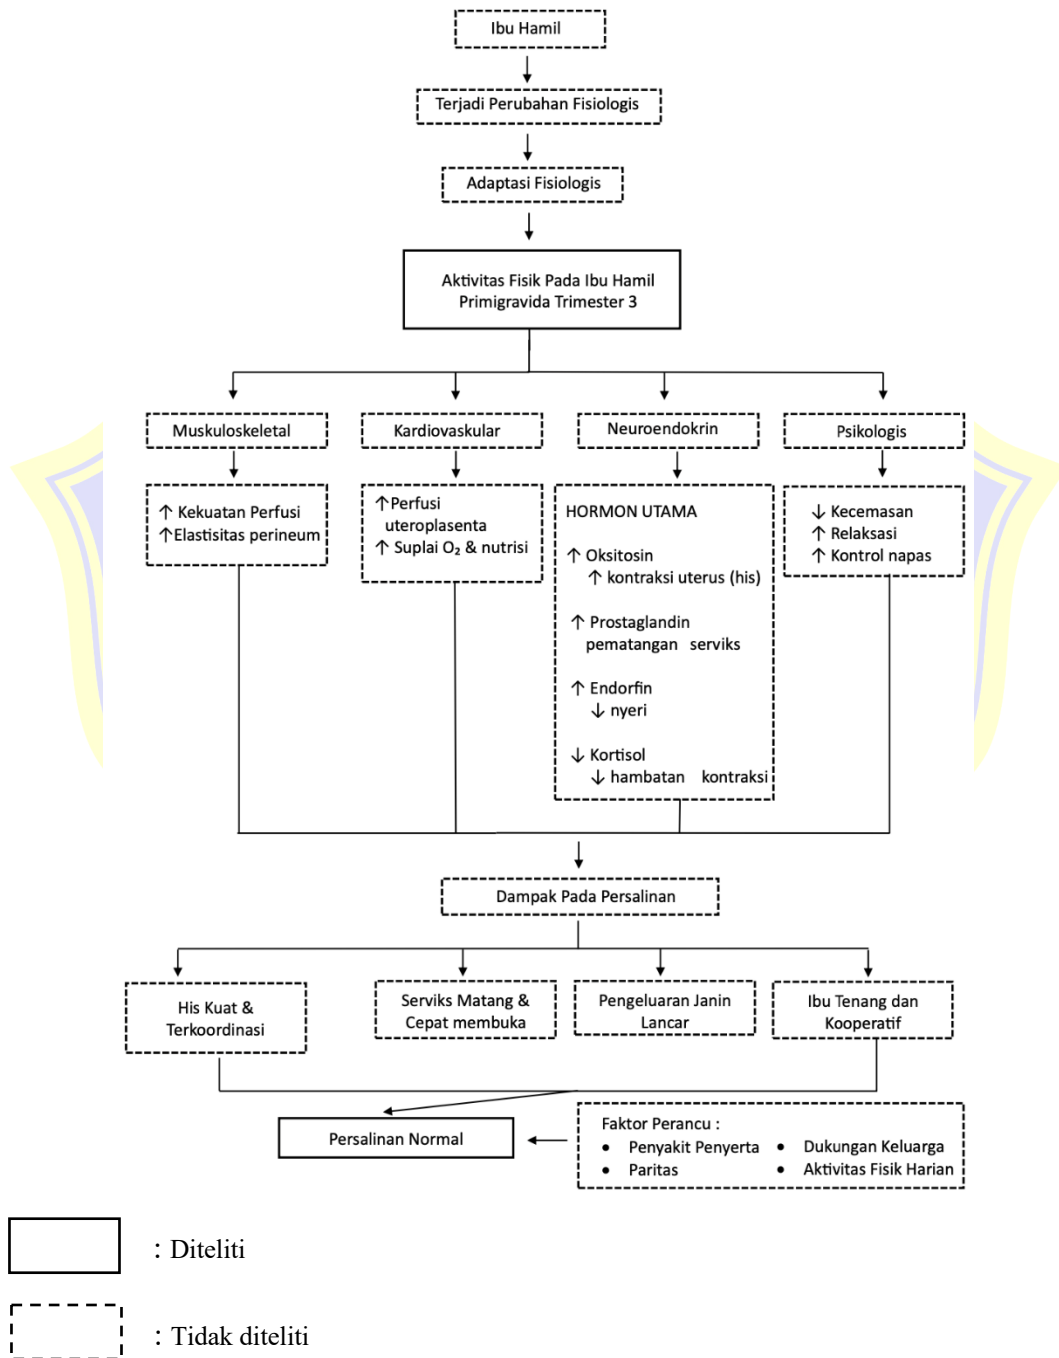 Ibu Hamil
Terjadi Perubahan Fisiologis
Adaptasi Fisiologis
Aktivitas Fisik Pada Ibu Hamil
Primigravida Trimester 3
Muskuloskeletal
Kardiovaskular
Neuroendokrin
Psikologis
↑ Kekuatan Perfusi
↑Elastisitas perineum
↑Perfusi
uteroplasenta
↑ Suplai O₂ & nutrisi
HORMON UTAMA
↑ Oksitosin
↑ kontraksi uterus (his)
↑ Prostaglandin
pematangan serviks
↑ Endorfin
↓ nyeri
↓ Kortisol
↓ hambatan kontraksi
↓ Kecemasan
↑ Relaksasi
↑ Kontrol napas
Dampak Pada Persalinan
His Kuat &
Terkoordinasi
Serviks Matang &
Cepat membuka
Pengeluaran Janin
Lancar
Ibu Tenang dan
Kooperatif
Persalinan Normal
Faktor Perancu :
• Penyakit Penyerta • Dukungan Keluarga
• Paritas • Aktivitas Fisik Harian
: Diteliti
: Tidak diteliti